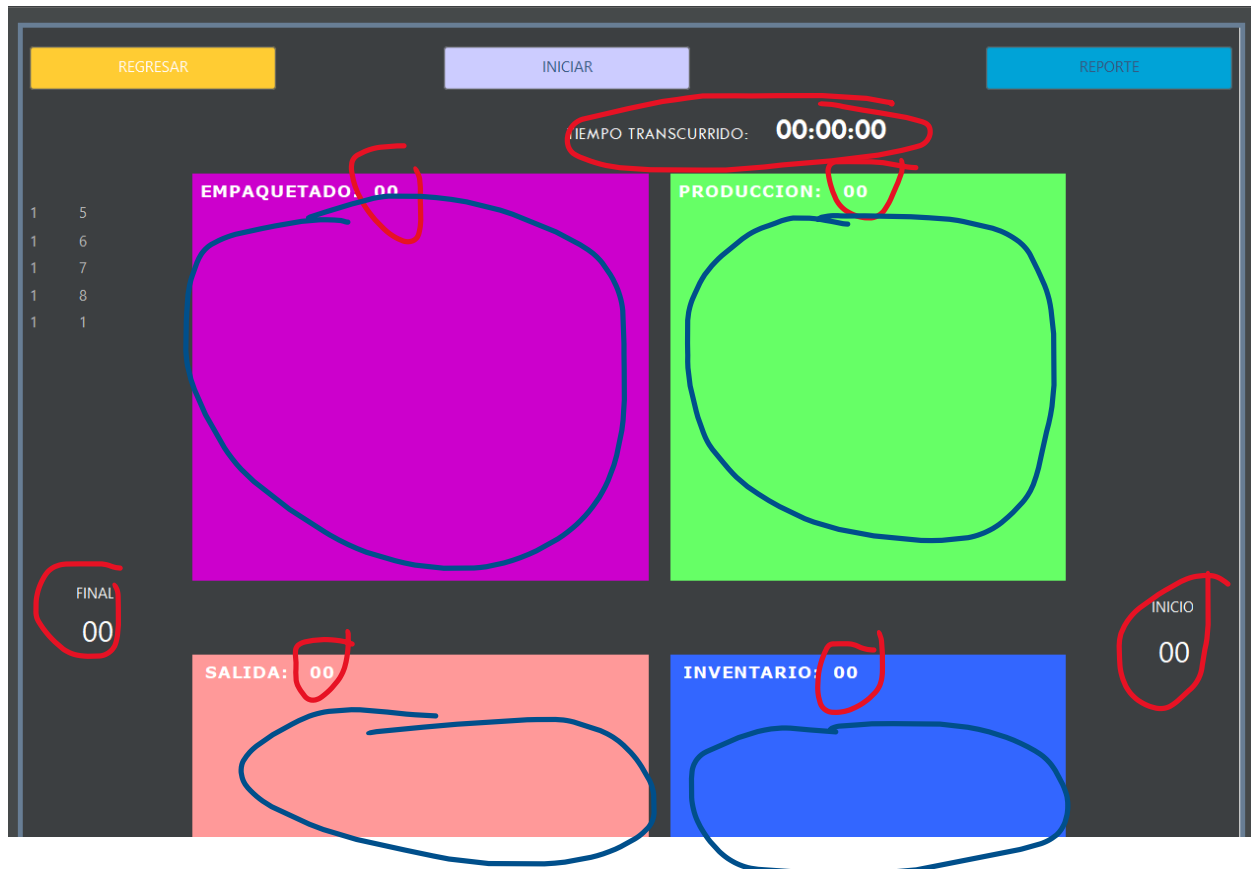 REGRESAR INICIAR REPORTE
TIEMPO TRANSCURRIDO: 00:00:00
EMPAQUETADO: 00 PRODUCCION: 00
1 5
1 6
1 7
1 8
1 1
FINAL
00
INICIO
00
SALIDA: 00 INVENTARIO: 00